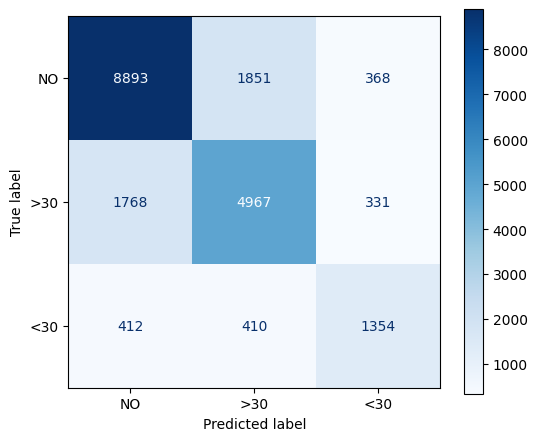 NO 8893 1851 368
>30 1768 4967 331
<30 412 410 1354
NO >30 <30
Predicted label
True label
8000
7000
6000
5000
4000
3000
2000
1000